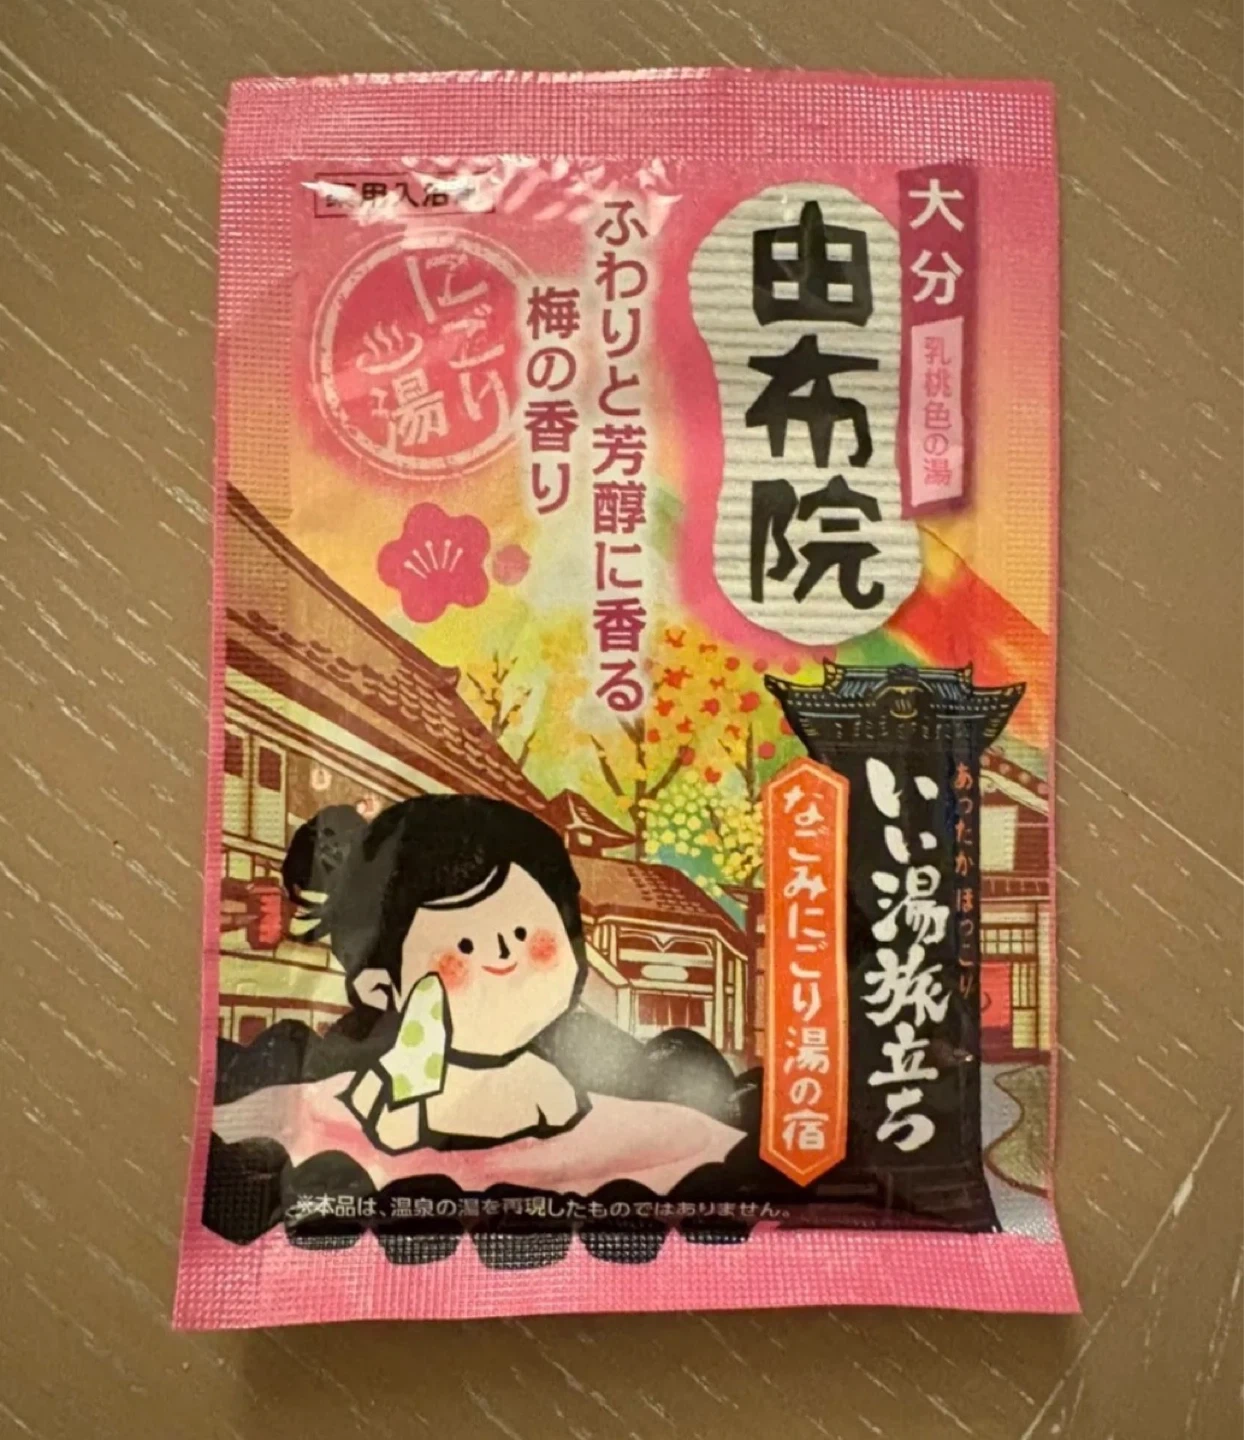 薬用入浴剤
大分
乳桃色の湯
由布院
ふわりと芳醇に香る
梅の香り
にごり
湯
あったかほっこり
いい湯旅立ち
なごみにごり湯の宿
※本品は、温泉の湯を再現したものではありません。